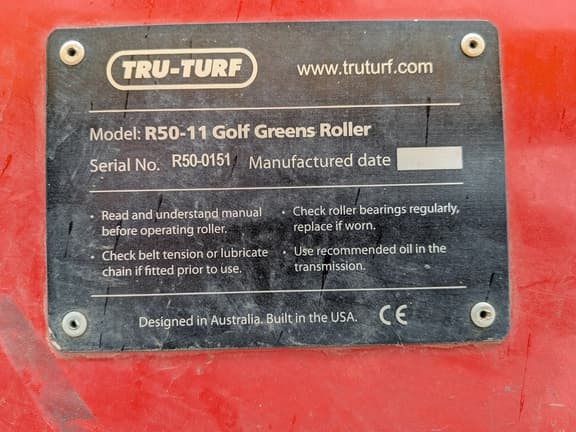 TRU-TURF
www.truturf.com
Model: R50-11 Golf Greens Roller
Serial No. R50-0151 Manufactured date
• Read and understand manual
before operating roller.
• Check belt tension or lubricate
chain if fitted prior to use.
• Check roller bearings regularly,
replace if worn.
• Use recommended oil in the
transmission.
Designed in Australia. Built in the USA. CE